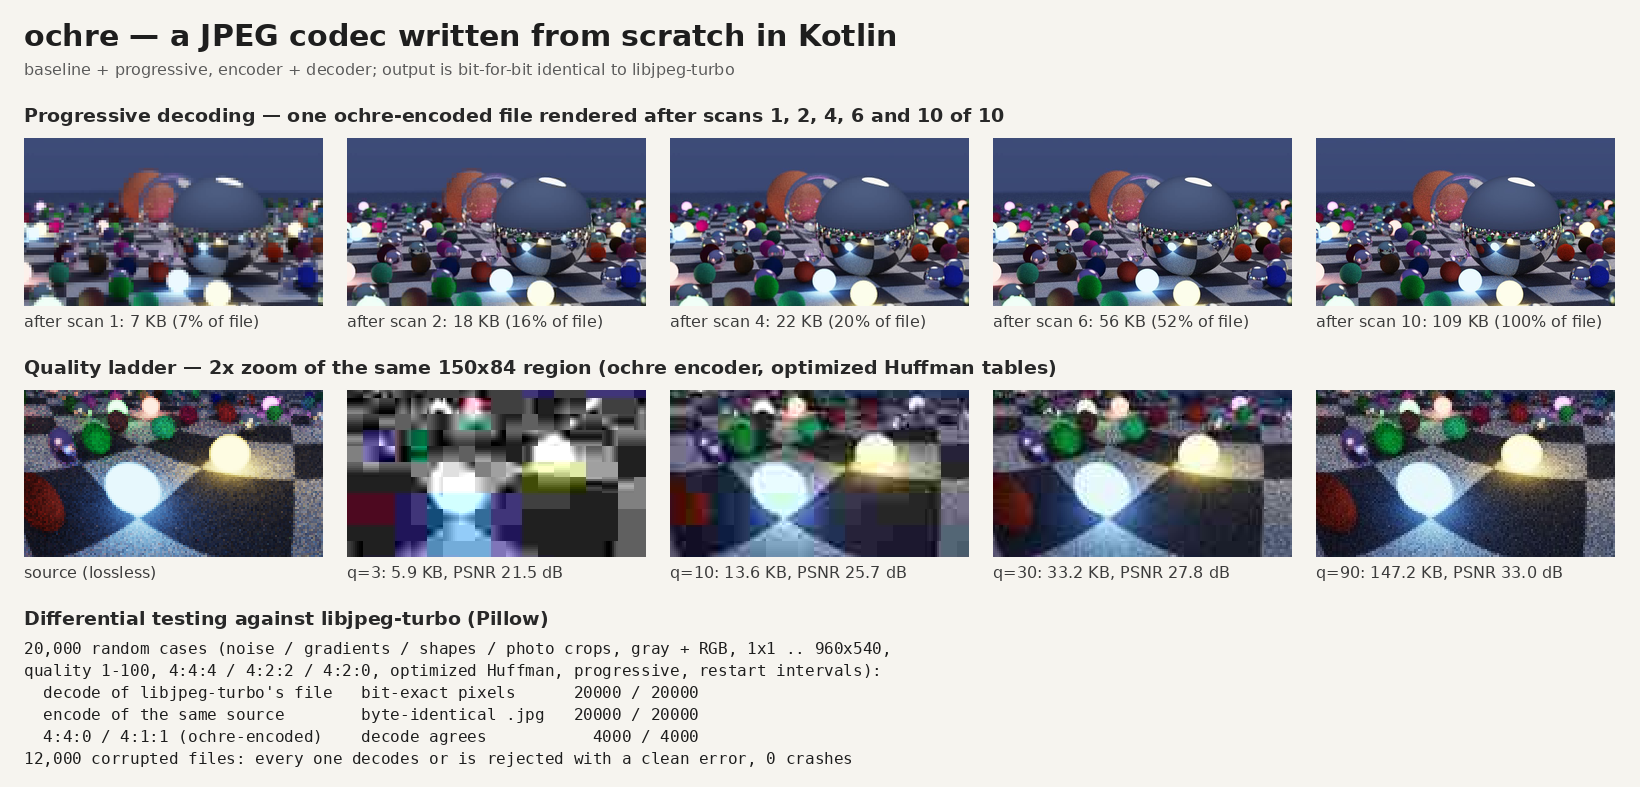 ochre — a JPEG codec written from scratch in Kotlin
baseline + progressive, encoder + decoder; output is bit-for-bit identical to libjpeg-turbo
Progressive decoding — one ochre-encoded file rendered after scans 1, 2, 4, 6 and 10 of 10
after scan 1: 7 KB (7% of file)
after scan 2: 18 KB (16% of file)
after scan 4: 22 KB (20% of file)
after scan 6: 56 KB (52% of file)
after scan 10: 109 KB (100% of file)
Quality ladder — 2x zoom of the same 150x84 region (ochre encoder, optimized Huffman tables)
source (lossless)
q=3: 5.9 KB, PSNR 21.5 dB
q=10: 13.6 KB, PSNR 25.7 dB
q=30: 33.2 KB, PSNR 27.8 dB
q=90: 147.2 KB, PSNR 33.0 dB
Differential testing against libjpeg-turbo (Pillow)
20,000 random cases (noise / gradients / shapes / photo crops, gray + RGB, 1x1 .. 960x540,
quality 1-100, 4:4:4 / 4:2:2 / 4:2:0, optimized Huffman, progressive, restart intervals):
decode of libjpeg-turbo's file bit-exact pixels 20000 / 20000
encode of the same source byte-identical .jpg 20000 / 20000
4:4:0 / 4:1:1 (ochre-encoded) decode agrees 4000 / 4000
12,000 corrupted files: every one decodes or is rejected with a clean error, 0 crashes